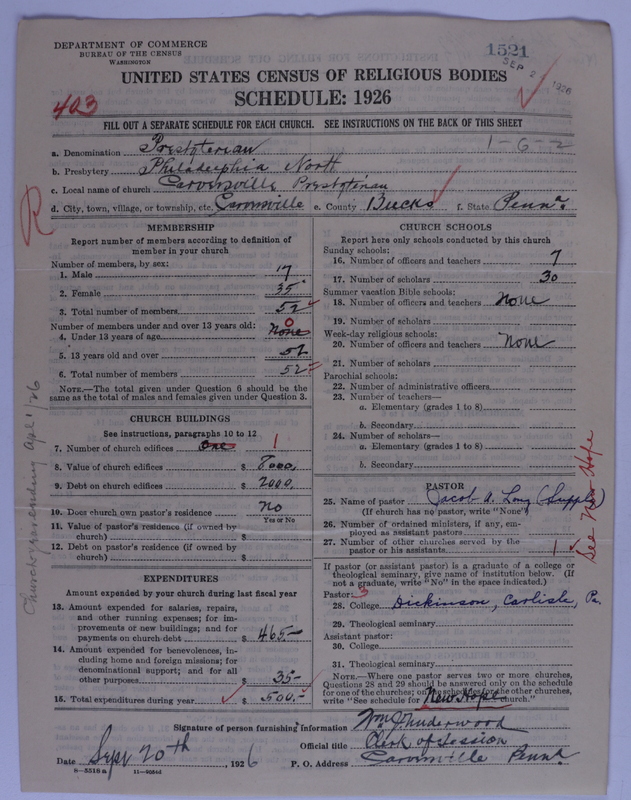 DEPARTMENT OF COMMERCE
BUREAU OF THE CENSUS
WASHINGTON
1521
SEP 2 1926
UNITED STATES CENSUS OF RELIGIOUS BODIES
SCHEDULE: 1926
403
FILL OUT A SEPARATE SCHEDULE FOR EACH CHURCH. SEE INSTRUCTIONS ON THE BACK OF THIS SHEET
1-6-2
a. Denomination Presbyterian
b. Presbytery Philadelphia North
c. Local name of church Carversville Presbyterian
d. City, town, village, or township, etc. Carversville e. County Bucks f. State Penna.
R
MEMBERSHIP
Report number of members according to definition of member in your church
Number of members, by sex:
1. Male 17
2. Female 35
3. Total number of members 52
Number of members under and over 13 years old:
4. Under 13 years of age None 0
5. 13 years old and over 52
6. Total number of members 52
NOTE.—The total given under Question 6 should be the same as the total of males and females given under Question 3.
CHURCH BUILDINGS
See instructions, paragraphs 10 to 12
7. Number of church edifices One 1
8. Value of church edifices $ 8000.
9. Debt on church edifices $ 2000.
10. Does church own pastor's residence No
Yes or No
11. Value of pastor's residence (if owned by church) $
12. Debt on pastor's residence (if owned by church) $
EXPENDITURES
Amount expended by your church during last fiscal year
13. Amount expended for salaries, repairs, and other running expenses; for improvements or new buildings; and for payments on church debt $ 465.—
14. Amount expended for benevolences, including home and foreign missions; for denominational support; and for all other purposes $ 35—
15. Total expenditures during year $ 500.—
Church yr ending Apr 1/26
CHURCH SCHOOLS
Report here only schools conducted by this church
Sunday schools:
16. Number of officers and teachers 7
17. Number of scholars 30
Summer vacation Bible schools:
18. Number of officers and teachers None
19. Number of scholars
Week-day religious schools:
20. Number of officers and teachers None
21. Number of scholars
Parochial schools:
22. Number of administrative officers
23. Number of teachers—
a. Elementary (grades 1 to 8)
b. Secondary
24. Number of scholars—
a. Elementary (grades 1 to 8)
b. Secondary
PASTOR
25. Name of pastor Jacob A. Long (Supply)
(If church has no pastor, write "None")
26. Number of ordained ministers, if any, employed as assistant pastors
27. Number of other churches served by the pastor or his assistants 1
See New Hope
If pastor (or assistant pastor) is a graduate of a college or theological seminary, give name of institution below. (If not a graduate, write "No" in the space indicated.)
Pastor: 3
28. College Dickinson, Carlisle, Pa.
29. Theological seminary
Assistant pastor:
30. College
31. Theological seminary
NOTE.—Where one pastor serves two or more churches, Questions 28 and 29 should be answered only on the schedule for one of the churches; on the schedules for the other churches, write "See schedule for New Hope church."
Signature of person furnishing information Wm J Underwood
Official title Clerk of Session
Date Sept 20th, 1926 P. O. Address Carversville Penna
8-5518a 11-9084d